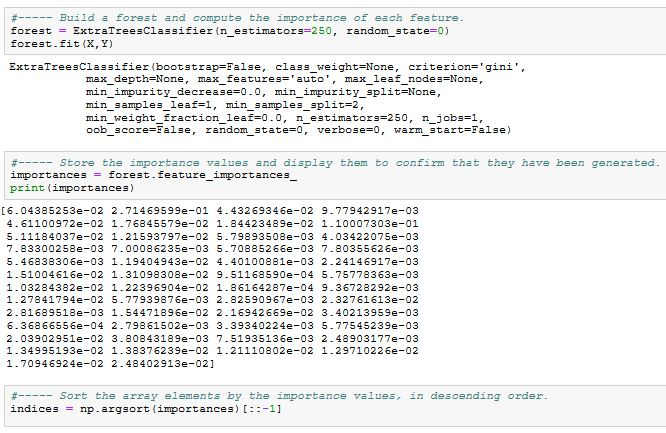 #----- Build a forest and compute the importance of each feature.
forest = ExtraTreesClassifier(n_estimators=250, random_state=0)
forest.fit(X,Y)
ExtraTreesClassifier(bootstrap=False, class_weight=None, criterion='gini',
max_depth=None, max_features='auto', max_leaf_nodes=None,
min_impurity_decrease=0.0, min_impurity_split=None,
min_samples_leaf=1, min_samples_split=2,
min_weight_fraction_leaf=0.0, n_estimators=250, n_jobs=1,
oob_score=False, random_state=0, verbose=0, warm_start=False)
#----- Store the importance values and display them to confirm that they have been generated.
importances = forest.feature_importances_
print(importances)
[6.04385253e-02 2.71469599e-01 4.43269346e-02 9.77942917e-03
4.61100972e-02 1.76845579e-02 1.84423489e-02 1.10007303e-01
5.11184037e-02 1.21593797e-02 5.79893508e-03 4.03422075e-03
7.83300258e-03 7.00086235e-03 5.70885266e-03 7.80355626e-03
5.46838306e-03 1.19404943e-02 4.40100881e-03 2.24146917e-03
1.51004616e-02 1.31098308e-02 9.51168590e-04 5.75778363e-03
1.03284382e-02 1.22396904e-02 1.86164287e-04 9.36728292e-03
1.27841794e-02 5.77939876e-03 2.82590967e-03 2.32761613e-02
2.81689518e-03 1.54471896e-02 2.16942669e-02 3.40213959e-03
6.36866556e-04 2.79861502e-03 3.39340224e-03 5.77545239e-03
2.03902951e-02 3.80843189e-03 7.51935136e-03 2.48903177e-03
1.34995193e-02 1.38376239e-02 1.21110802e-02 1.29710226e-02
1.70946924e-02 2.48402913e-02]
#----- Sort the array elements by the importance values, in descending order.
indices = np.argsort(importances)[::-1]